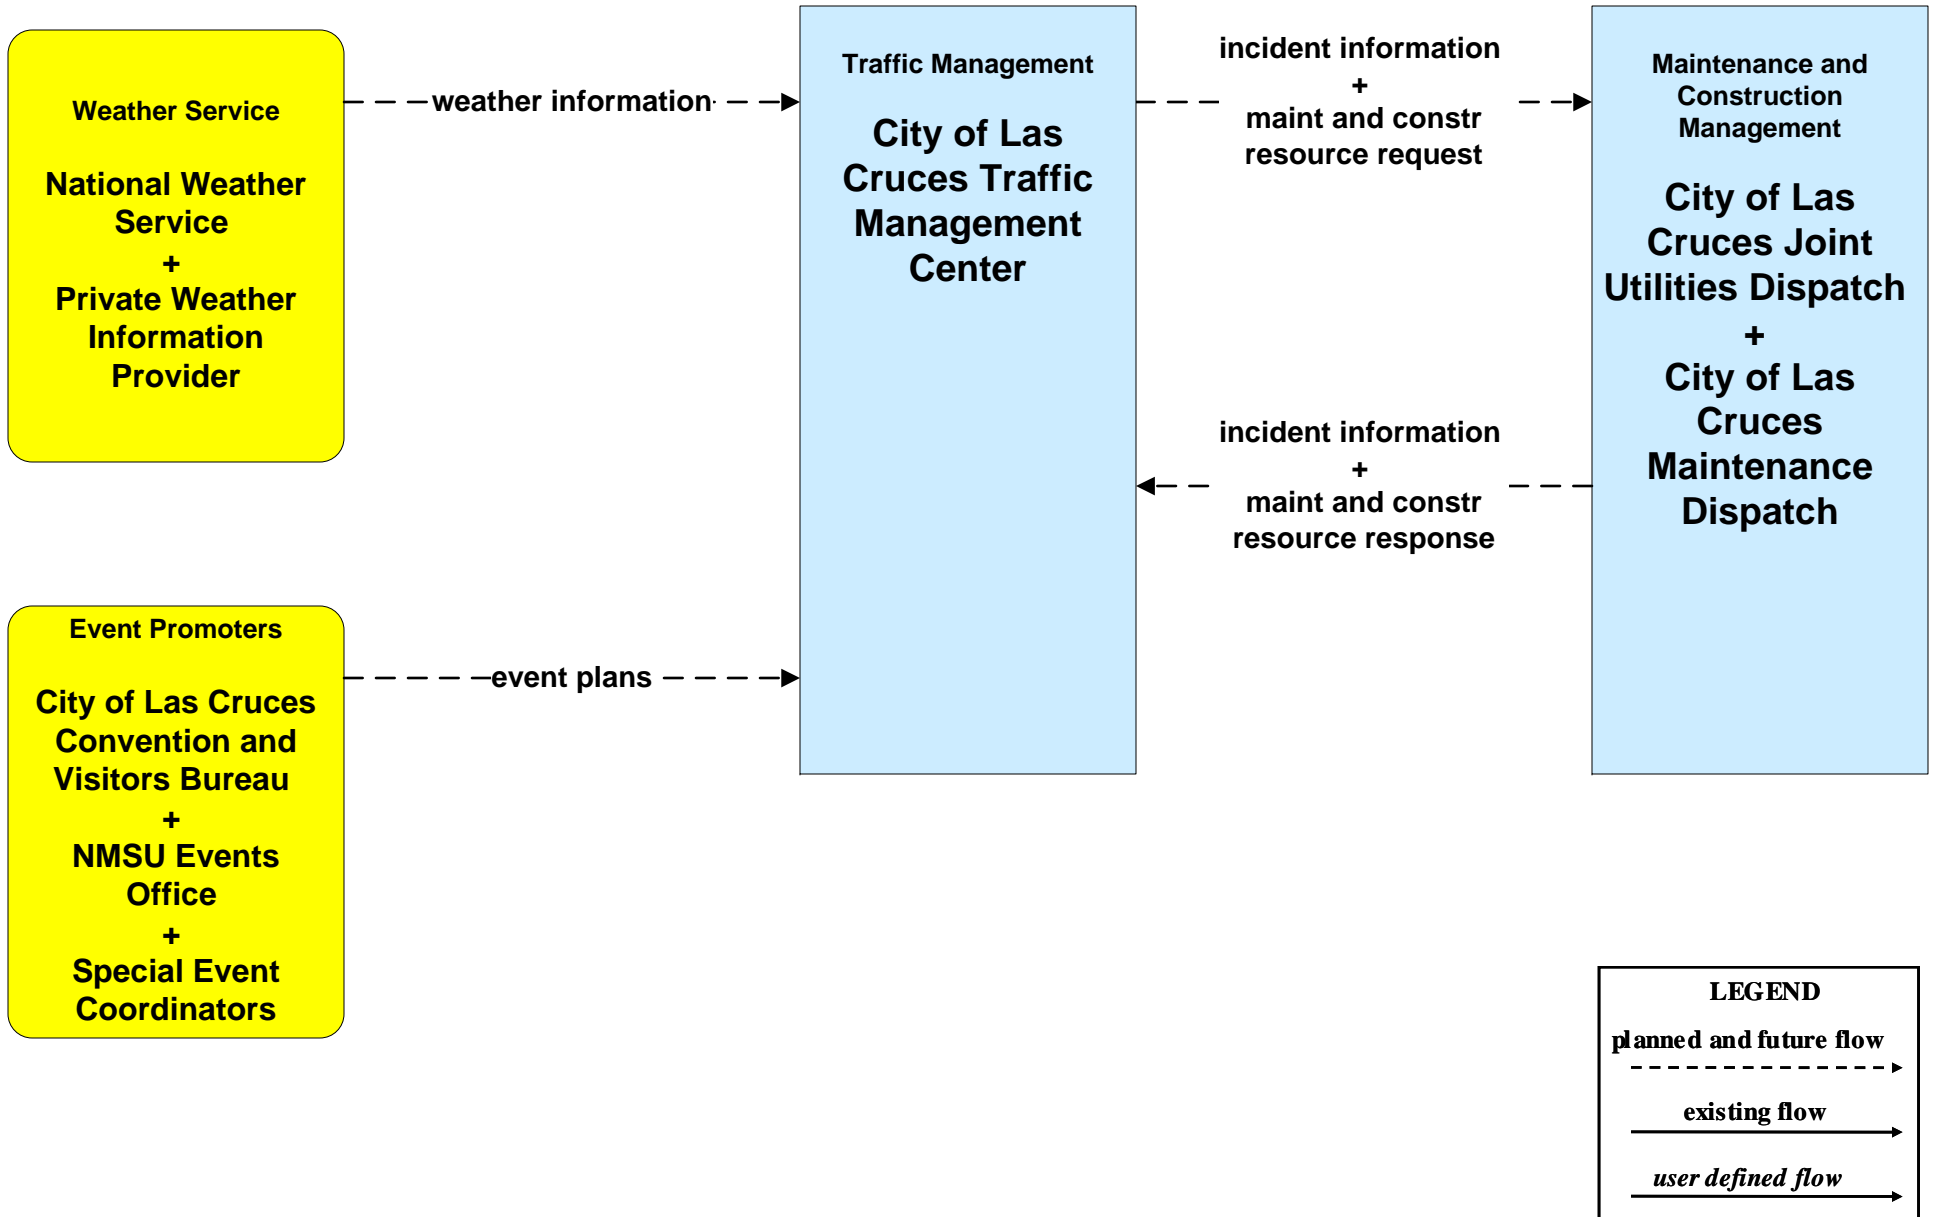 Weather Service
National Weather
Service
+
Private Weather
Information
Provider
weather information
Traffic Management
City of Las
Cruces Traffic
Management
Center
incident information
+
maint and constr
resource request
Maintenance and
Construction
Management
City of Las
Cruces Joint
Utilities Dispatch
+
City of Las
Cruces
Maintenance
Dispatch
incident information
+
maint and constr
resource response
Event Promoters
City of Las Cruces
Convention and
Visitors Bureau
+
NMSU Events
Office
+
Special Event
Coordinators
event plans
LEGEND
planned and future flow
existing flow
user defined flow